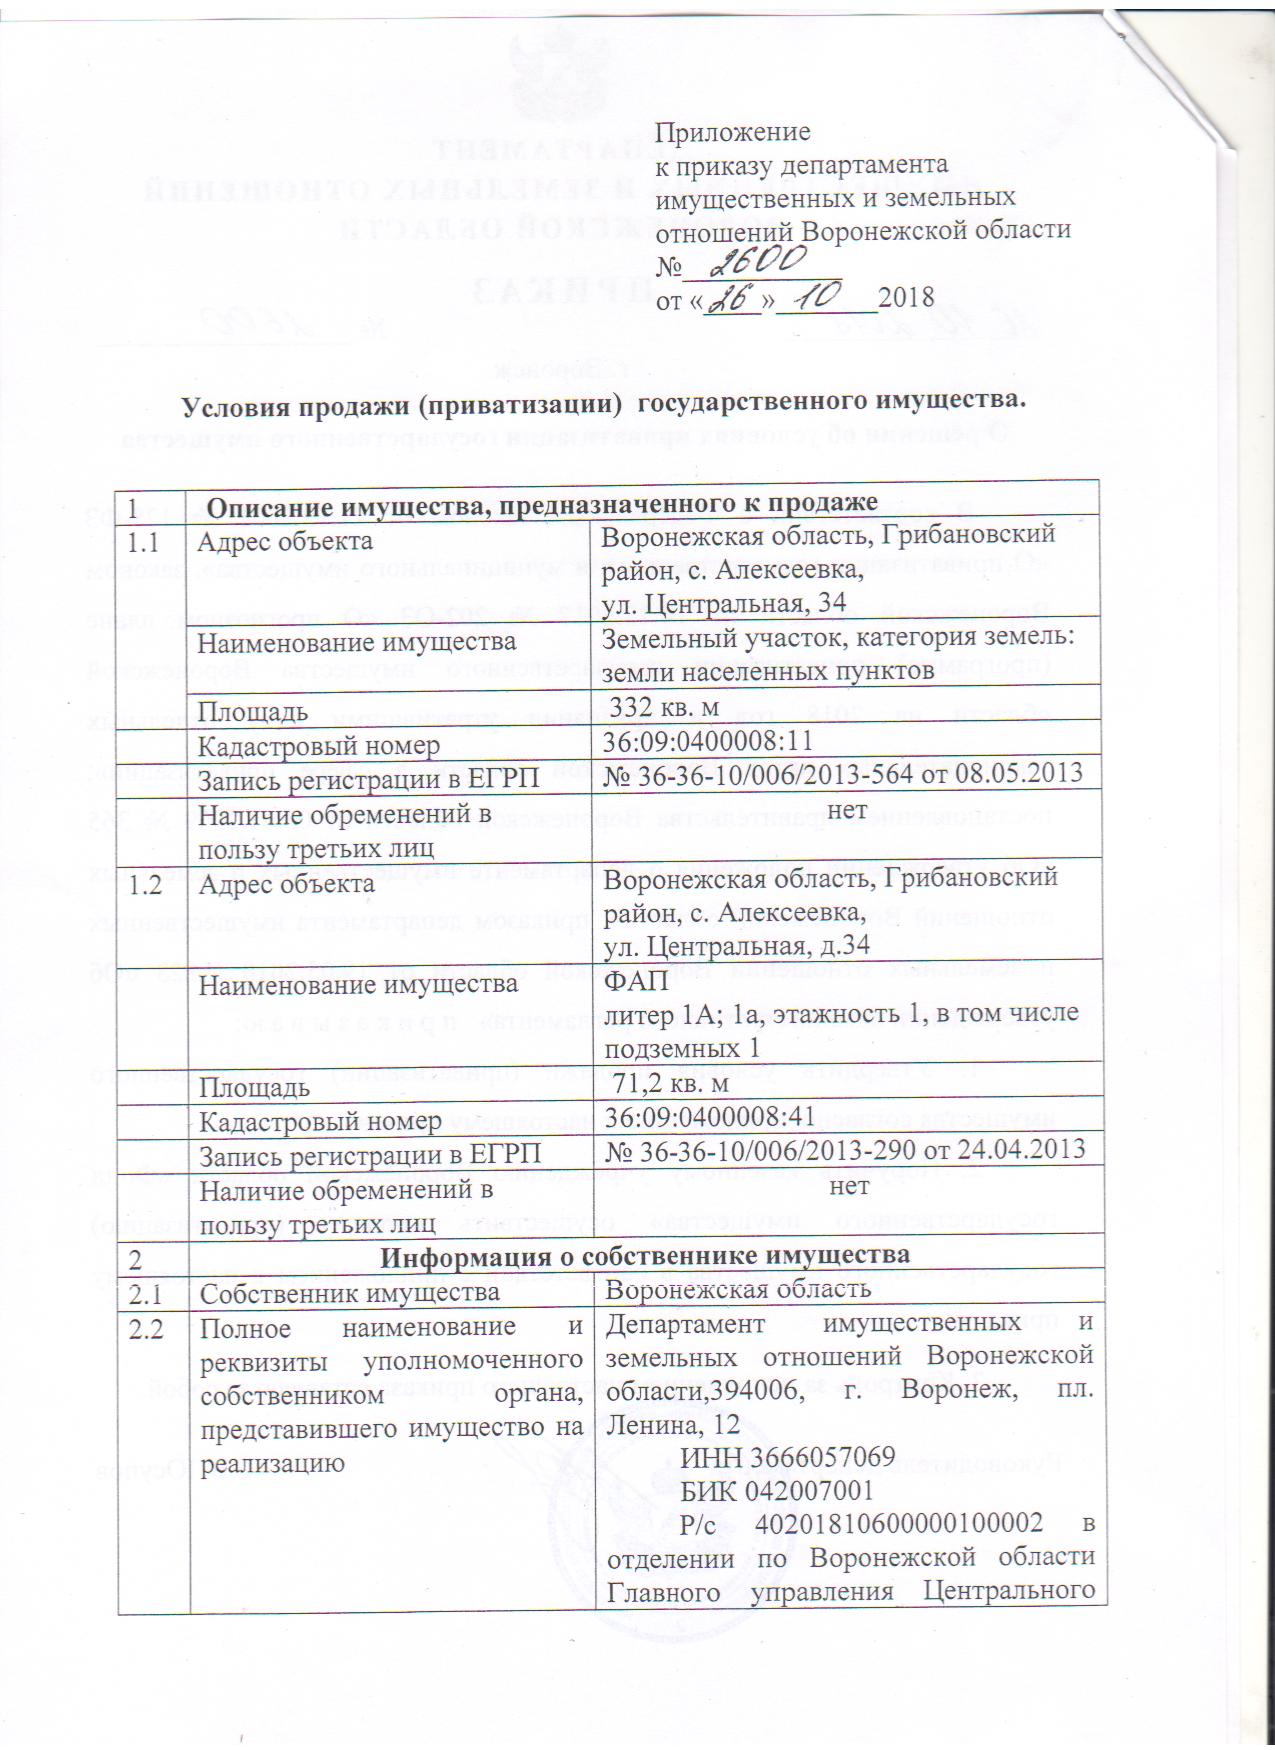 Приложение
к приказу департамента
имущественных и земельных
отношений Воронежской области
№ 2600
от « 26 » 10 2018
Условия продажи (приватизации) государственного имущества.
1 Описание имущества, предназначенного к продаже
1.1 Адрес объекта Воронежская область, Грибановский
район, с. Алексеевка,
ул. Центральная, 34
Наименование имущества Земельный участок, категория земель:
земли населенных пунктов
Площадь 332 кв. м
Кадастровый номер 36:09:0400008:11
Запись регистрации в ЕГРП № 36-36-10/006/2013-564 от 08.05.2013
Наличие обременений в нет
пользу третьих лиц
1.2 Адрес объекта Воронежская область, Грибановский
район, с. Алексеевка,
ул. Центральная, д.34
Наименование имущества ФАП
литер 1А; 1а, этажность 1, в том числе
подземных 1
Площадь 71,2 кв. м
Кадастровый номер 36:09:0400008:41
Запись регистрации в ЕГРП № 36-36-10/006/2013-290 от 24.04.2013
Наличие обременений в нет
пользу третьих лиц
2 Информация о собственнике имущества
2.1 Собственник имущества Воронежская область
2.2 Полное наименование и Департамент имущественных и
реквизиты уполномоченного земельных отношений Воронежской
собственником органа, области,394006, г. Воронеж, пл.
представившего имущество на Ленина, 12
реализацию ИНН 3666057069
БИК 042007001
Р/с 40201810600000100002 в
отделении по Воронежской области
Главного управления Центрального